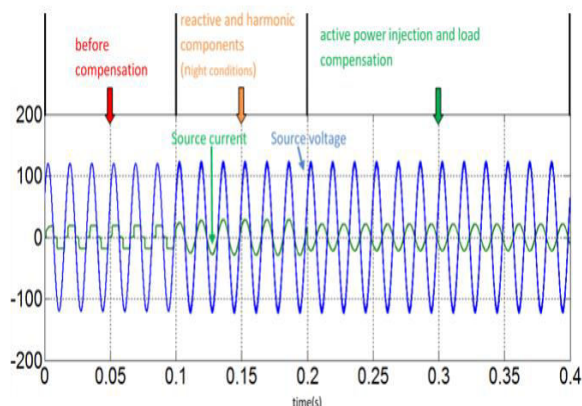 before
compensation
reactive and harmonic
components
(night conditions)
active power injection and load
compensation
Source current
Source voltage
200
100
0
-100
-200
0
0.05
0.1
0.15
0.2
0.25
0.3
0.35
0.4
time(s)